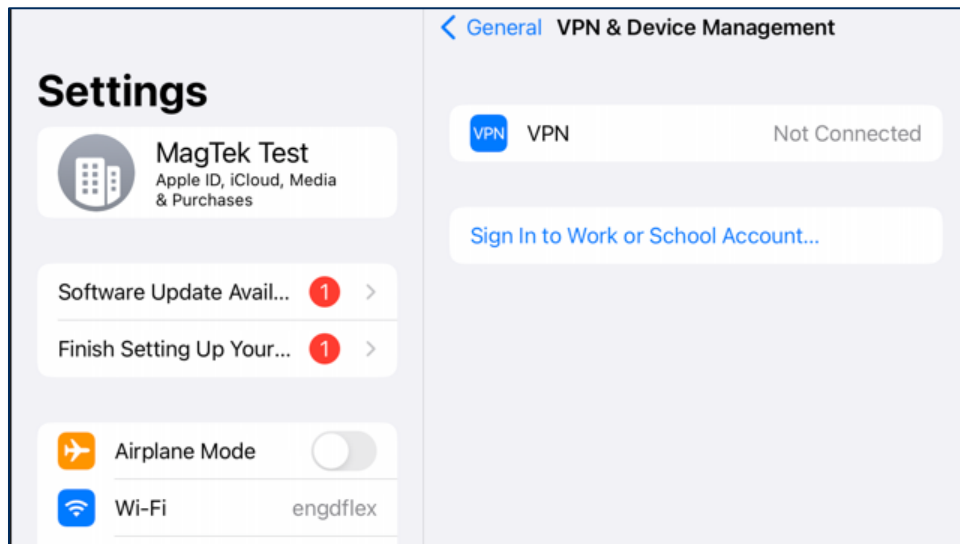 Settings
MagTek Test
Apple ID, iCloud, Media
& Purchases
Software Update Avail... 1
Finish Setting Up Your... 1
Airplane Mode
Wi-Fi engdflex
General VPN & Device Management
VPN VPN Not Connected
Sign In to Work or School Account...